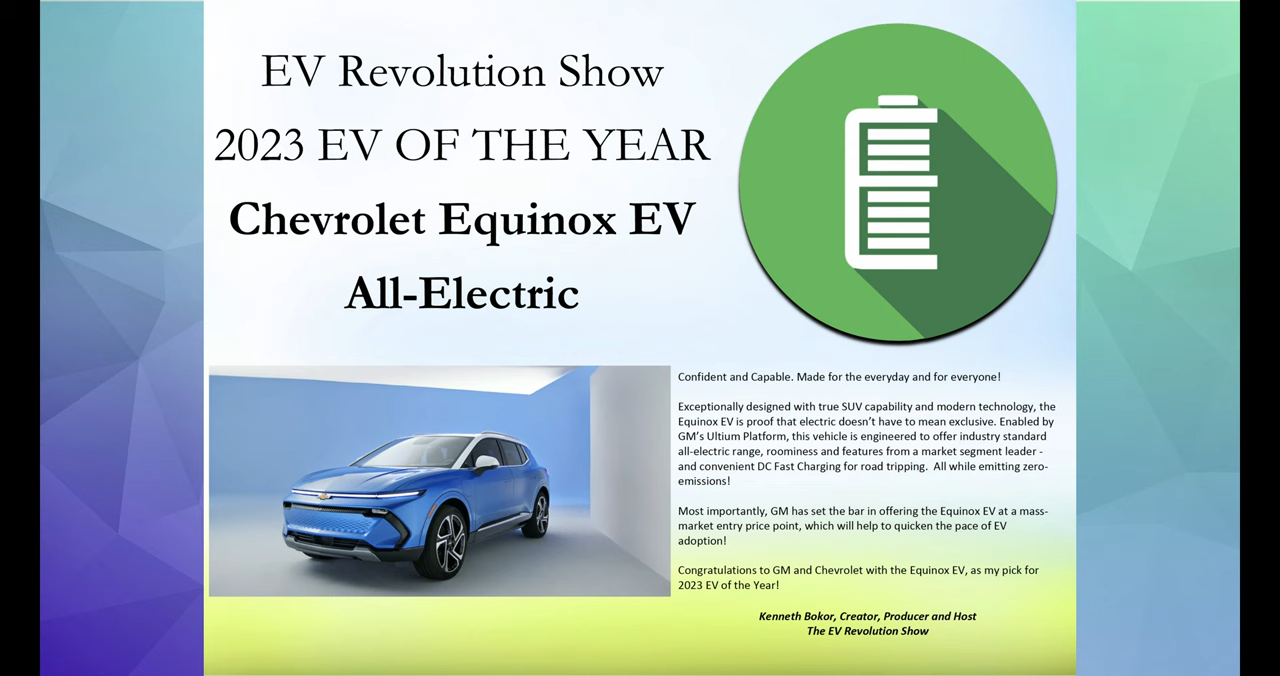 EV Revolution Show
2023 EV OF THE YEAR
Chevrolet Equinox EV
All-Electric
Confident and Capable. Made for the everyday and for everyone!
Exceptionally designed with true SUV capability and modern technology, the
Equinox EV is proof that electric doesn't have to mean exclusive. Enabled by
GM's Ultium Platform, this vehicle is engineered to offer industry standard
all-electric range, roominess and features from a market segment leader -
and convenient DC Fast Charging for road tripping.  All while emitting zero-
emissions!
Most importantly, GM has set the bar in offering the Equinox EV at a mass-
market entry price point, which will help to quicken the pace of EV
adoption!
Congratulations to GM and Chevrolet with the Equinox EV, as my pick for
2023 EV of the Year!
Kenneth Bokor, Creator, Producer and Host
The EV Revolution Show